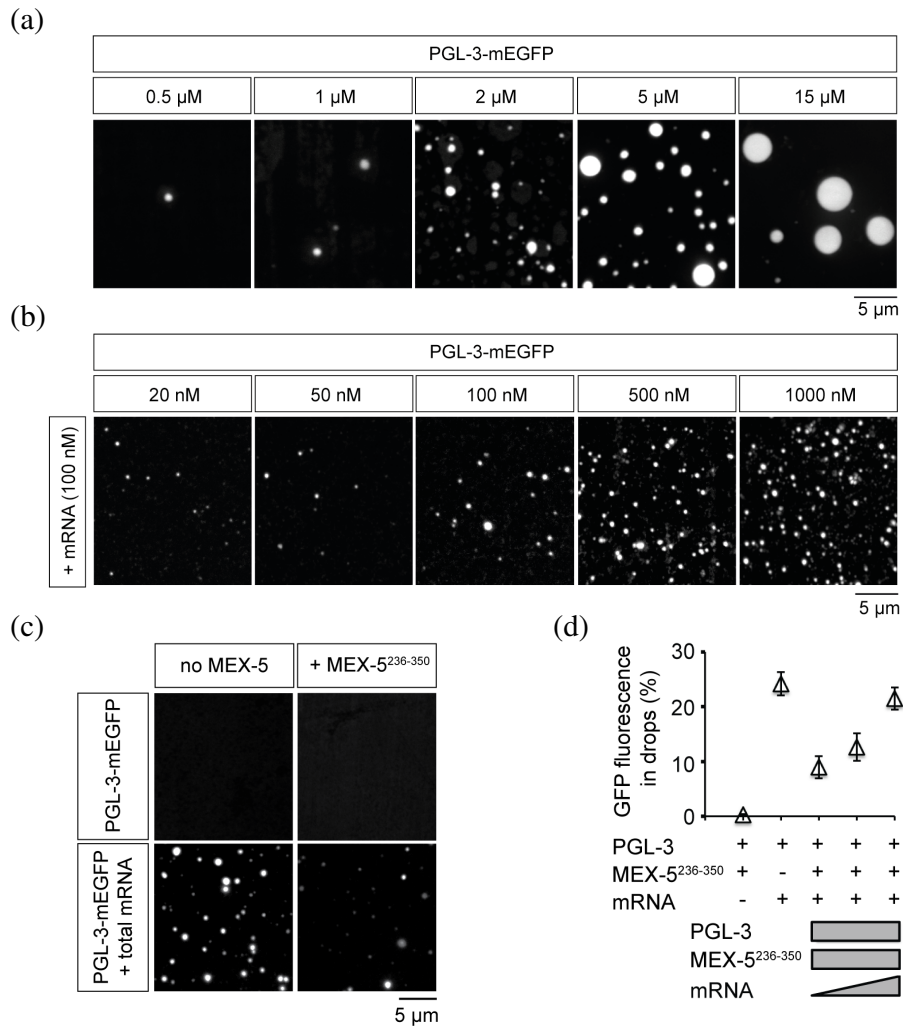 (a)
PGL-3-mEGFP
0.5 µM 1 µM 2 µM 5 µM 15 µM
5 µm
(b)
PGL-3-mEGFP
20 nM 50 nM 100 nM 500 nM 1000 nM
+ mRNA (100 nM)
5 µm
(c)
no MEX-5 + MEX-5²³⁶⁻³⁵⁰
PGL-3-mEGFP
PGL-3-mEGFP
+ total mRNA
5 µm
(d)
GFP fluorescence
in drops (%)
30
20
10
0
PGL-3 + + + + +
MEX-5²³⁶⁻³⁵⁰ + - + + +
mRNA - + + + +
PGL-3
MEX-5²³⁶⁻³⁵⁰
mRNA